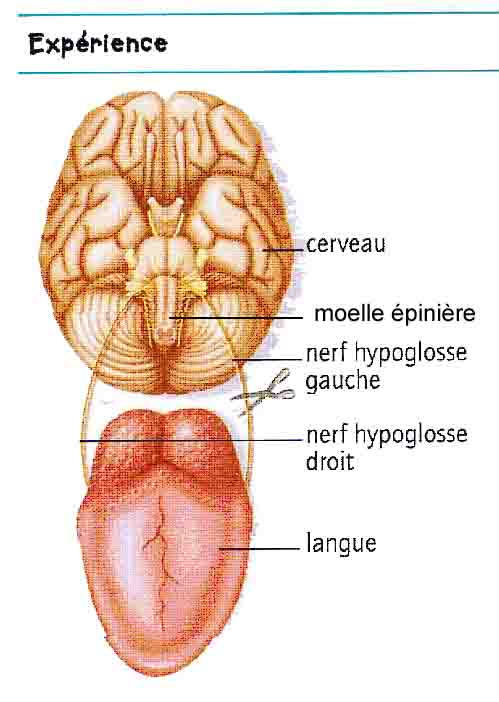 Expérience
cerveau
moelle épinière
nerf hypoglosse
gauche
nerf hypoglosse
droit
langue